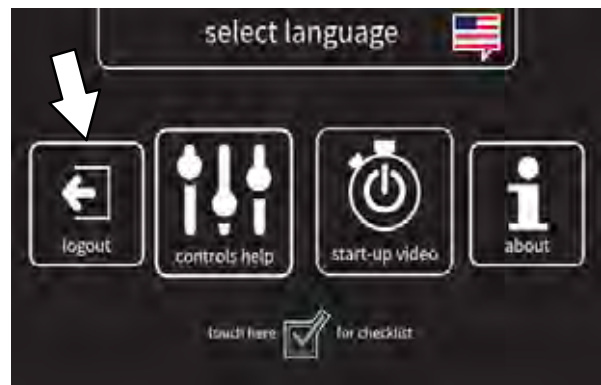 select language
logout
controls help
start-up video
about
touch here for checklist